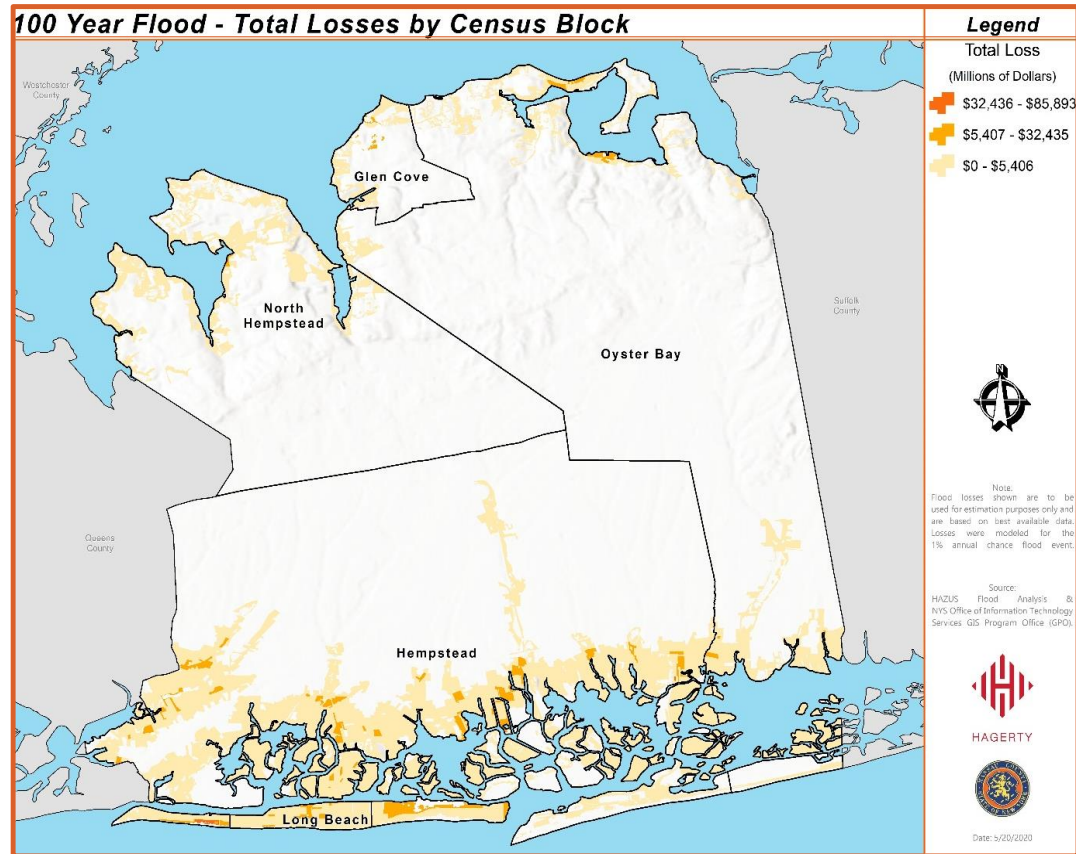 100 Year Flood - Total Losses by Census Block
Westchester
County
Glen Cove
North
Hempstead
Oyster Bay
Suffolk
County
Queens
County
Hempstead
Long Beach
Legend
Total Loss
(Millions of Dollars)
$32,436 - $85,893
$5,407 - $32,435
$0 - $5,406
N
Note:
Flood losses shown are to be
used for estimation purposes only and
are based on best available data.
Losses were modeled for the
1% annual chance flood event.
Source:
HAZUS Flood Analysis &
NYS Office of Information Technology
Services GIS Program Office (GPO).
HAGERTY
Date: 5/20/2020